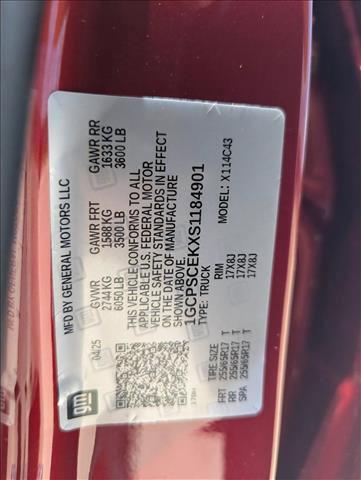 gm
MFD BY GENERAL MOTORS LLC
04/25
GVWR
2744 KG
6050 LB
GAWR FRT
1588 KG
3500 LB
GAWR RR
1633 KG
3600 LB
THIS VEHICLE CONFORMS TO ALL
APPLICABLE U.S. FEDERAL MOTOR
VEHICLE SAFETY STANDARDS IN EFFECT
ON THE DATE OF MANUFACTURE
SHOWN ABOVE.
1GCPSCEKXS1184901
TYPE: TRUCK
MODEL: X114C43
TIRE SIZE RIM
FRT 255/65R17 T 17X8J
RR 255/65R17 T 17X8J
SPA 255/65R17 T 17X8J